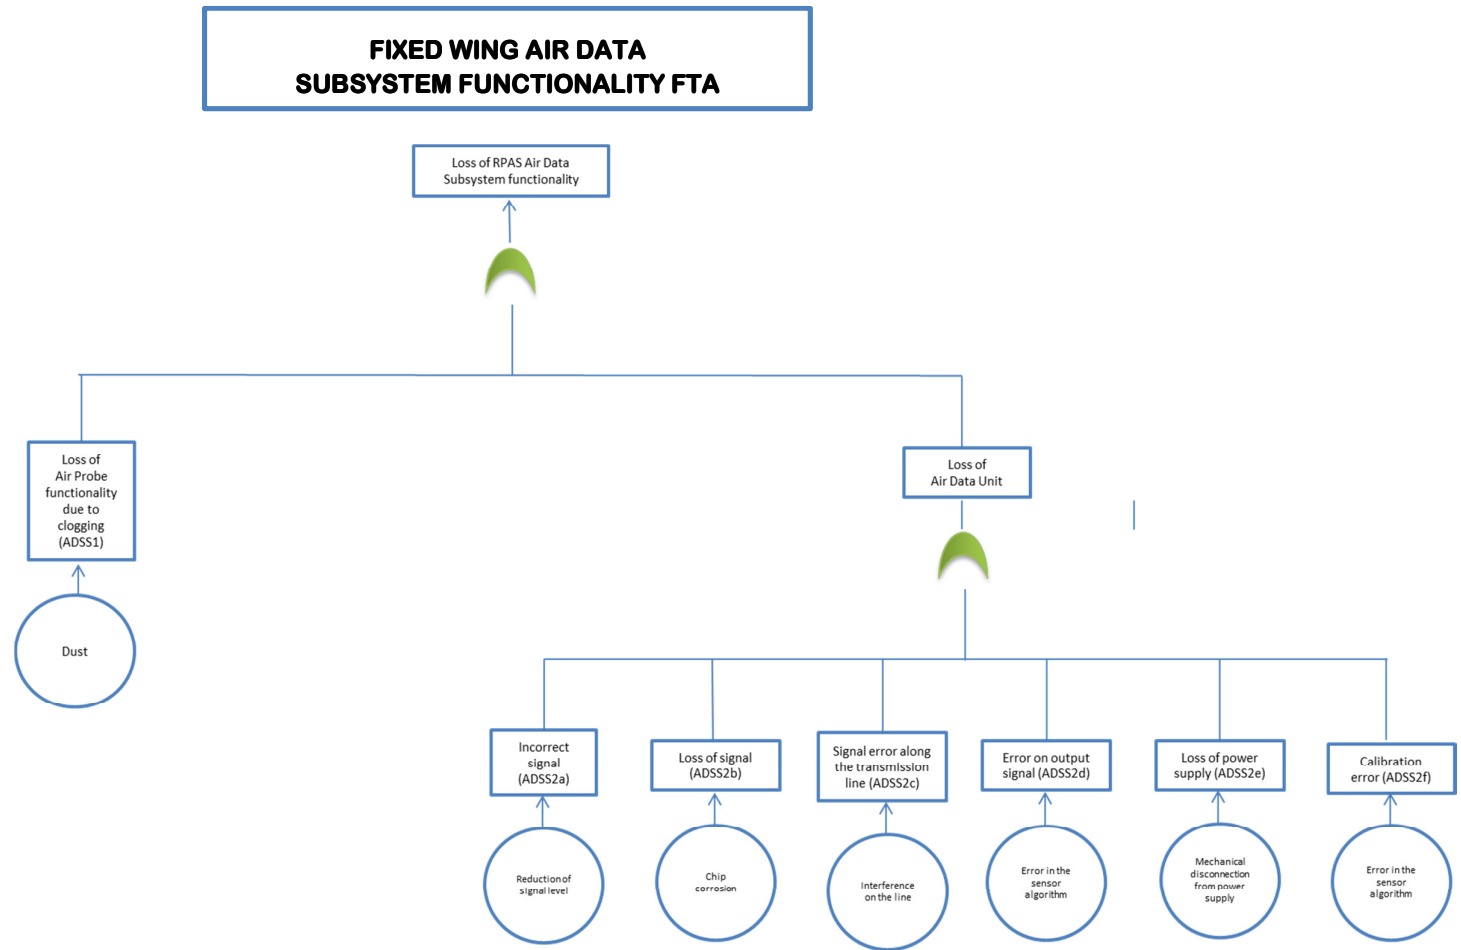 FIXED WING AIR DATA
SUBSYSTEM FUNCTIONALITY FTA
Loss of RPAS Air Data
Subsystem functionality
Loss of
Air Probe
functionality
due to
clogging
(ADSS1)
Loss of
Air Data Unit
Dust
Incorrect
signal
(ADSS2a)
Loss of signal
(ADSS2b)
Signal error along
the transmission
line (ADSS2c)
Error on output
signal (ADSS2d)
Loss of power
supply (ADSS2e)
Calibration
error (ADSS2f)
Reduction of
signal level
Chip
corrosion
Interference
on the line
Error in the
sensor
algorithm
Mechanical
disconnection
from power
supply
Error in the
sensor
algorithm